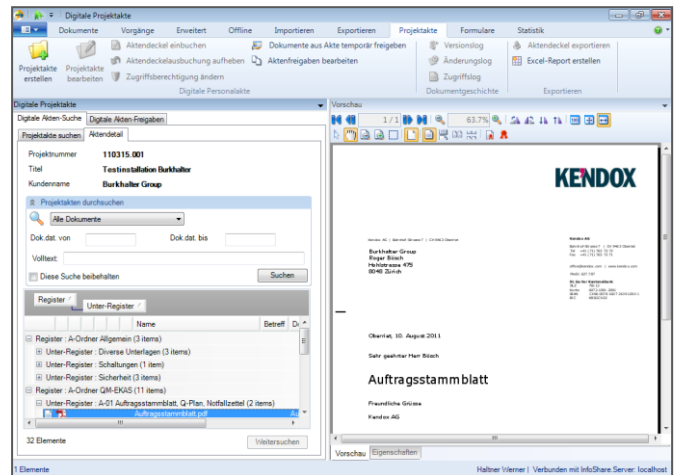 Digitale Projektakte
Dokumente Vorgänge Erweitert Offline Importieren Exportieren Projektakte Formulare Statistik
Projektakte erstellen
Projektakte bearbeiten
Aktendeckel einbuchen
Aktendeckelausbuchung aufheben
Zugriffsberechtigung ändern
Dokumente aus Akte temporär freigeben
Aktenfreigaben bearbeiten
Digitale Personalakte
Versionslog
Änderungslog
Zugriffslog
Dokumentgeschichte
Aktendeckel exportieren
Excel-Report erstellen
Exportieren
Digitale Projektakte
Digitale Akten-Suche Digitale Akten-Freigaben
Projektakte suchen Aktendetail
Projektnummer 110315.001
Titel Testinstallation Burkhalter
Kundenname Burkhalter Group
Projektakten durchsuchen
Alle Dokumente
Dok.dat. von Dok.dat. bis
Volltext:
Diese Suche beibehalten Suchen
Register
Unter-Register
Name Betreff
Register : A-Ordner Allgemein (3 items)
Unter-Register : Diverse Unterlagen (3 items)
Unter-Register : Schaltungen (1 item)
Unter-Register : Sicherheit (3 items)
Register : A-Ordner QM-EKAS (11 items)
Unter-Register : A-01 Auftragsstammblatt, Q-Plan, Notfallzettel (2 items)
Auftragsstammblatt.pdf
32 Elemente Weitersuchen
Vorschau
1 / 1 63.7%
KENDOX
Burkhalter Group
Roger Bösch
Hohlstrasse 475
8048 Zürich
Kendox AG
Oberriet, 10. August 2011
Sehr geehrter Herr Bösch
Auftragsstammblatt
Freundliche Grüsse
Kendox AG
Vorschau Eigenschaften
1 Elemente Haltner Werner | Verbunden mit InfoShare.Server: localhost